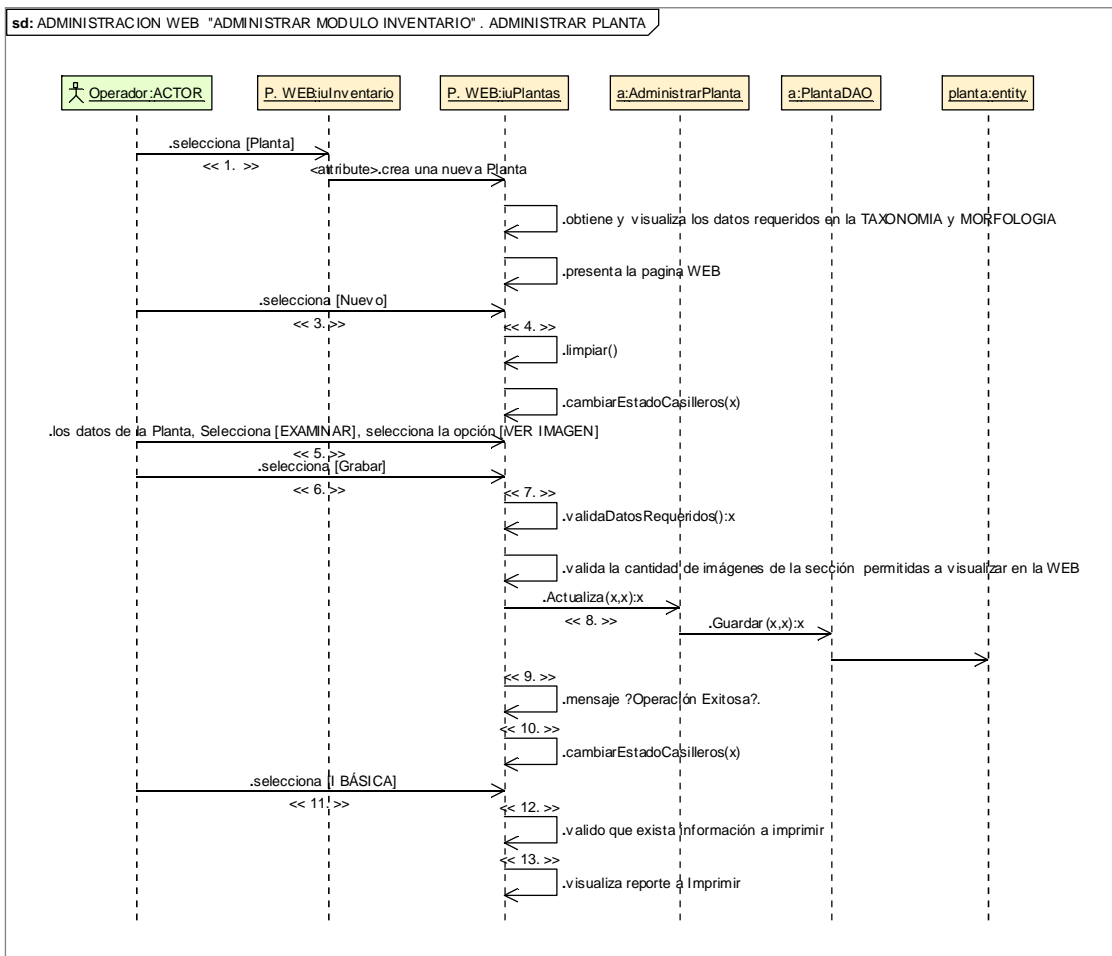 sd: ADMINISTRACION WEB "ADMINISTRAR MODULO INVENTARIO" . ADMINISTRAR PLANTA
Operador:ACTOR
P. WEB:iuInventario
P. WEB:iuPlantas
a:AdministrarPlanta
a:PlantaDAO
planta:entity
.selecciona [Planta]
<< 1. >>
<attribute>.crea una nueva Planta
.obtiene y visualiza los datos requeridos en la TAXONOMIA y MORFOLOGIA
.presenta la pagina WEB
.selecciona [Nuevo]
<< 3. >>
<< 4. >>
.limpiar()
.cambiarEstadoCasilleros(x)
.los datos de la Planta, Selecciona [EXAMINAR], selecciona la opción [VER IMAGEN]
<< 5. >>
.selecciona [Grabar]
<< 6. >>
<< 7. >>
.validaDatosRequeridos():x
.valida la cantidad de imágenes de la sección permitidas a visualizar en la WEB
.Actualiza(x,x):x
<< 8. >>
.Guardar(x,x):x
<< 9. >>
.mensaje ?Operación Exitosa?.
<< 10. >>
.cambiarEstadoCasilleros(x)
.selecciona [I BÁSICA]
<< 11. >>
<< 12. >>
.valido que exista información a imprimir
<< 13. >>
.visualiza reporte a Imprimir